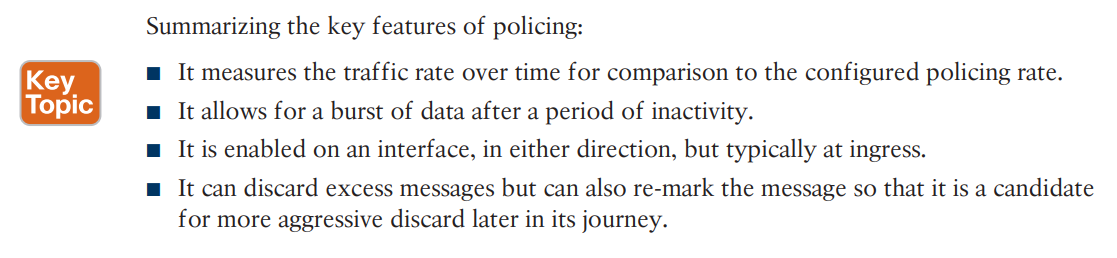 Summarizing the key features of policing:
Key
Topic
■ It measures the traffic rate over time for comparison to the configured policing rate.
■ It allows for a burst of data after a period of inactivity.
■ It is enabled on an interface, in either direction, but typically at ingress.
■ It can discard excess messages but can also re-mark the message so that it is a candidate
for more aggressive discard later in its journey.